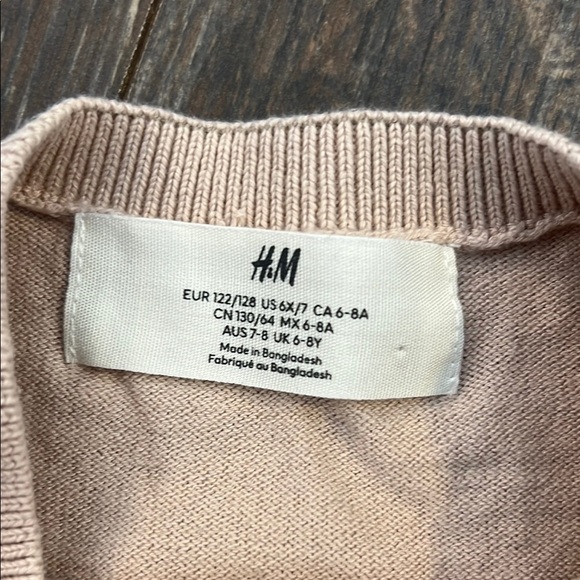 H&M
EUR 122/128 US 6X/7 CA 6-8A
CN 130/64 MX 6-8A
AUS 7-8 UK 6-8Y
Made in Bangladesh
Fabriqué au Bangladesh